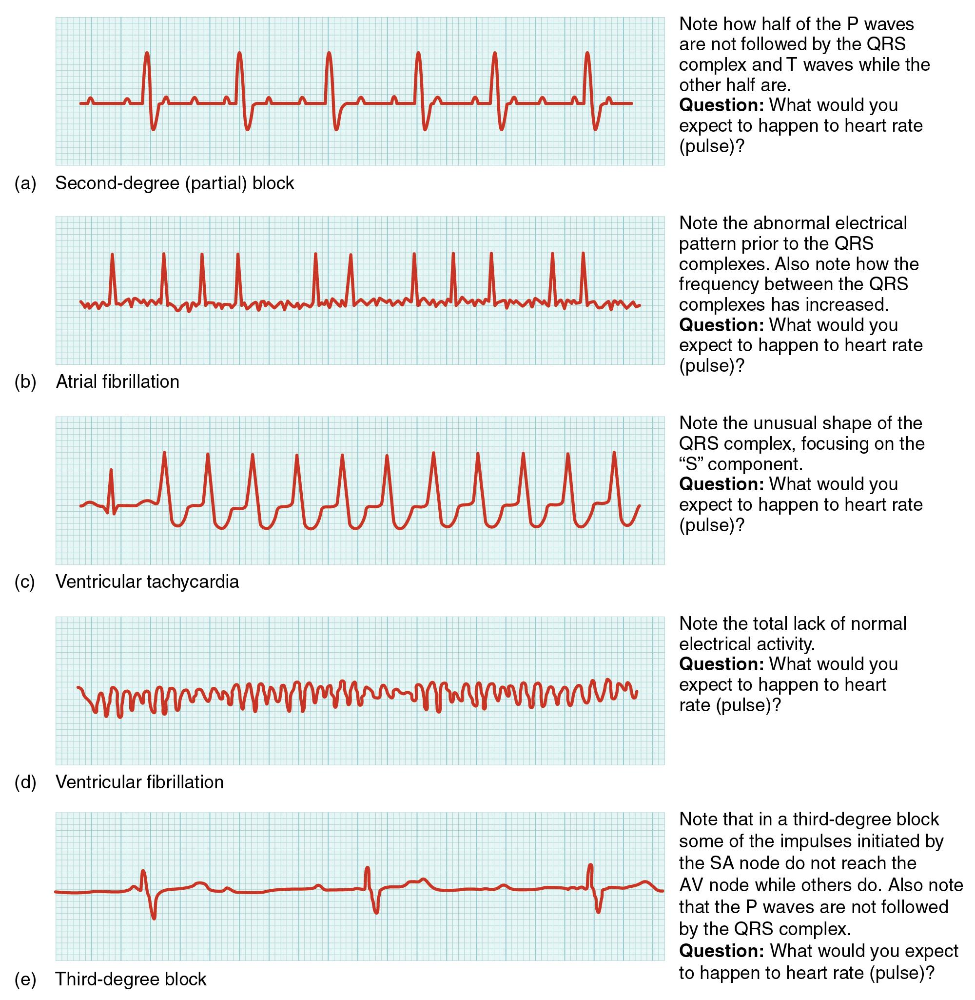 Note how half of the P waves
are not followed by the QRS
complex and T waves while the
other half are.
Question: What would you
expect to happen to heart rate
(pulse)?
(a) Second-degree (partial) block
Note the abnormal electrical
pattern prior to the QRS
complexes. Also note how the
frequency between the QRS
complexes has increased.
Question: What would you
expect to happen to heart rate
(pulse)?
(b) Atrial fibrillation
Note the unusual shape of the
QRS complex, focusing on the
“S” component.
Question: What would you
expect to happen to heart rate
(pulse)?
(c) Ventricular tachycardia
Note the total lack of normal
electrical activity.
Question: What would you
expect to happen to heart
rate (pulse)?
(d) Ventricular fibrillation
Note that in a third-degree block
some of the impulses initiated by
the SA node do not reach the
AV node while others do. Also note
that the P waves are not followed
by the QRS complex.
Question: What would you expect
to happen to heart rate (pulse)?
(e) Third-degree block